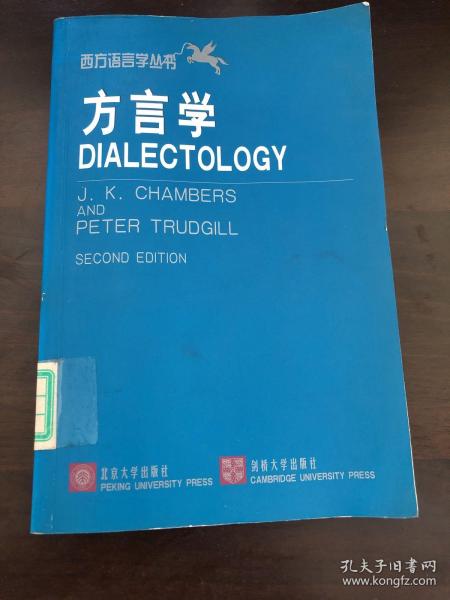 西方语言学丛书
方言学
DIALECTOLOGY
J. K. CHAMBERS
AND
PETER TRUDGILL
SECOND EDITION
北京大学出版社
PEKING UNIVERSITY PRESS
剑桥大学出版社
CAMBRIDGE UNIVERSITY PRESS
孔夫子旧书网
www.kongfz.com